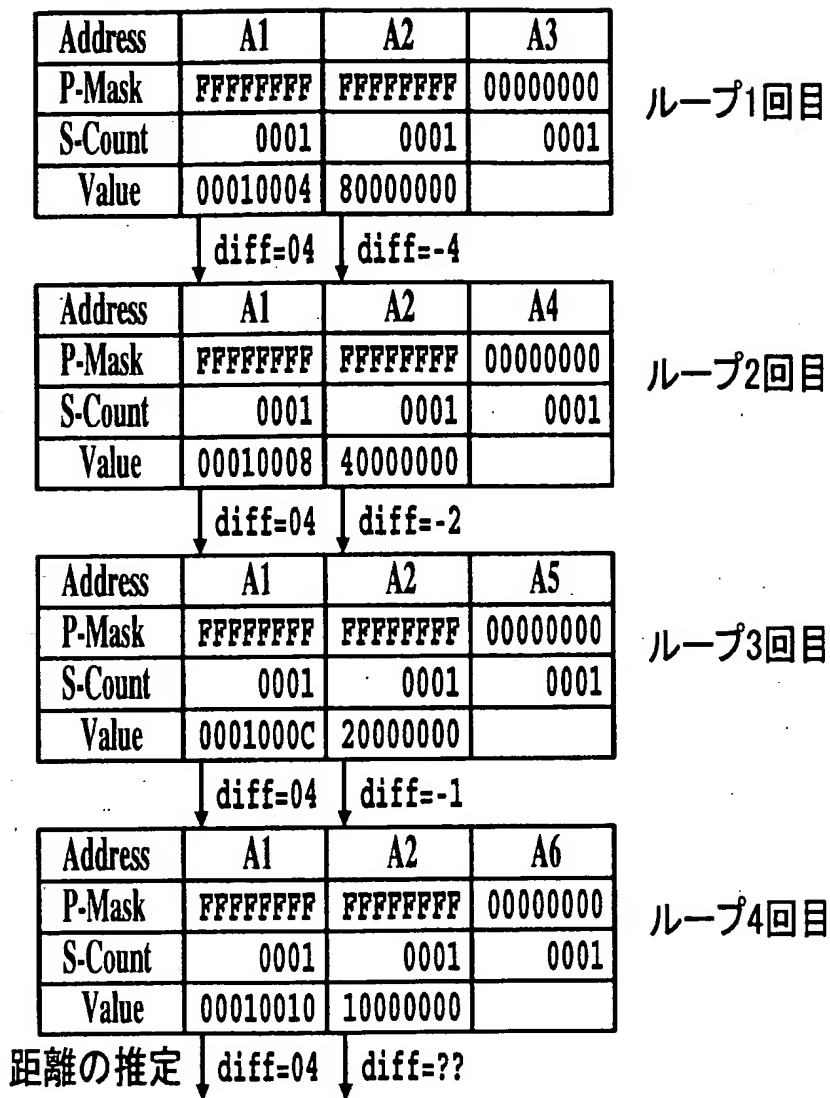 Address A1 A2 A3
P-Mask FFFFFFFF FFFFFFFF 00000000
ループ1回目
S-Count 0001 0001 0001
Value 00010004 80000000
diff=04 diff=-4
Address A1 A2 A4
P-Mask FFFFFFFF FFFFFFFF 00000000
ループ2回目
S-Count 0001 0001 0001
Value 00010008 40000000
diff=04 diff=-2
Address A1 A2 A5
P-Mask FFFFFFFF FFFFFFFF 00000000
ループ3回目
S-Count 0001 0001 0001
Value 0001000C 20000000
diff=04 diff=-1
Address A1 A2 A6
P-Mask FFFFFFFF FFFFFFFF 00000000
ループ4回目
S-Count 0001 0001 0001
Value 00010010 10000000
距離の推定 diff=04 diff=??